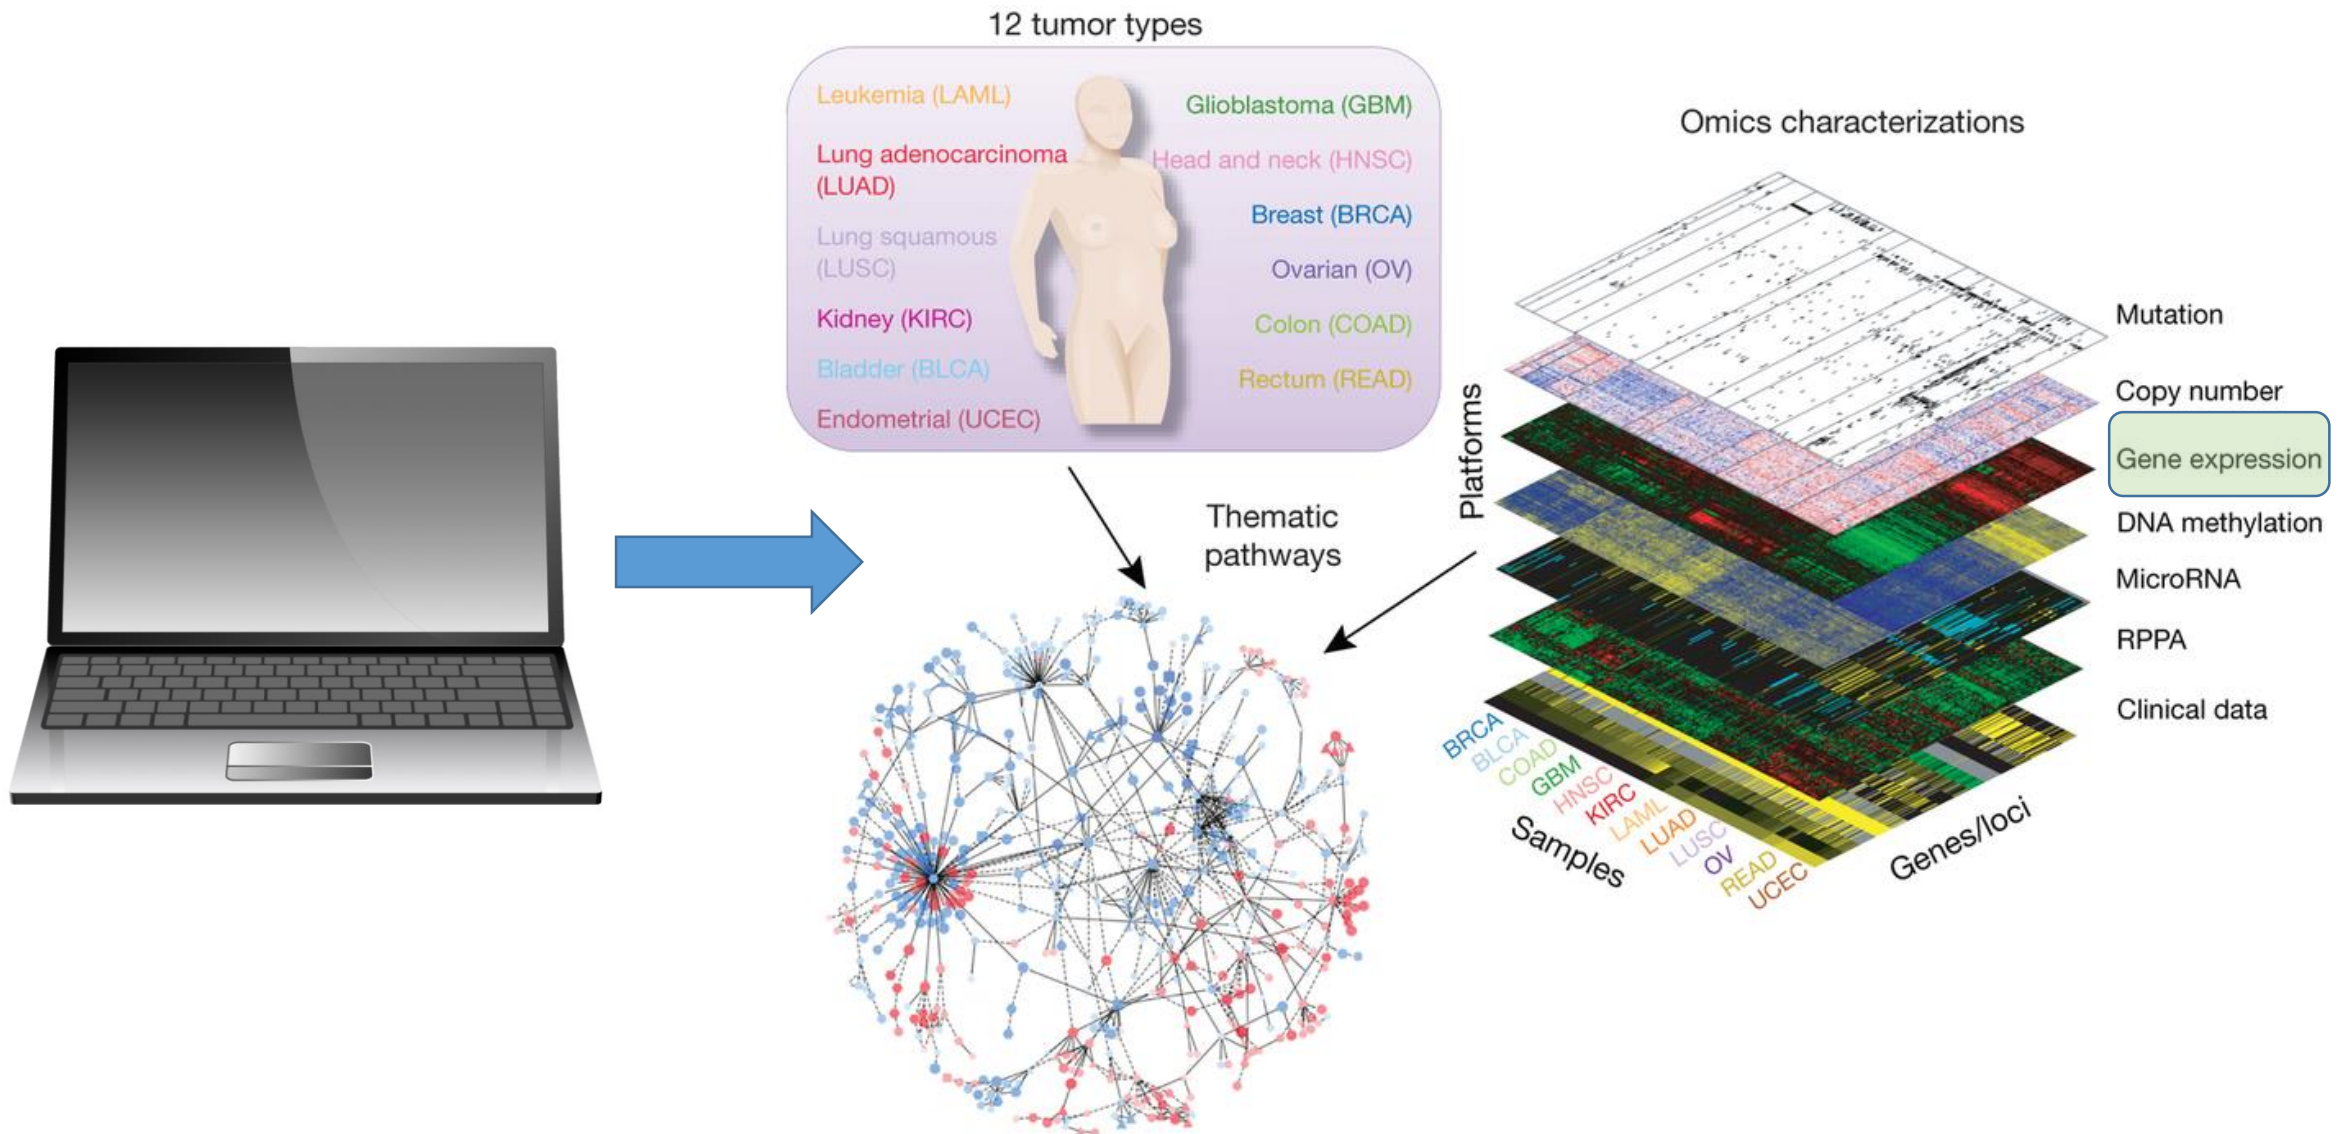 12 tumor types
Leukemia (LAML)
Lung adenocarcinoma
(LUAD)
Lung squamous
(LUSC)
Kidney (KIRC)
Bladder (BLCA)
Endometrial (UCEC)
Glioblastoma (GBM)
Head and neck (HNSC)
Breast (BRCA)
Ovarian (OV)
Colon (COAD)
Rectum (READ)
Thematic
pathways
Omics characterizations
Platforms
Mutation
Copy number
Gene expression
DNA methylation
MicroRNA
RPPA
Clinical data
BRCA
BLCA
COAD
GBM
HNSC
KIRC
LAML
LUAD
LUSC
OV
READ
UCEC
Samples
Genes/loci